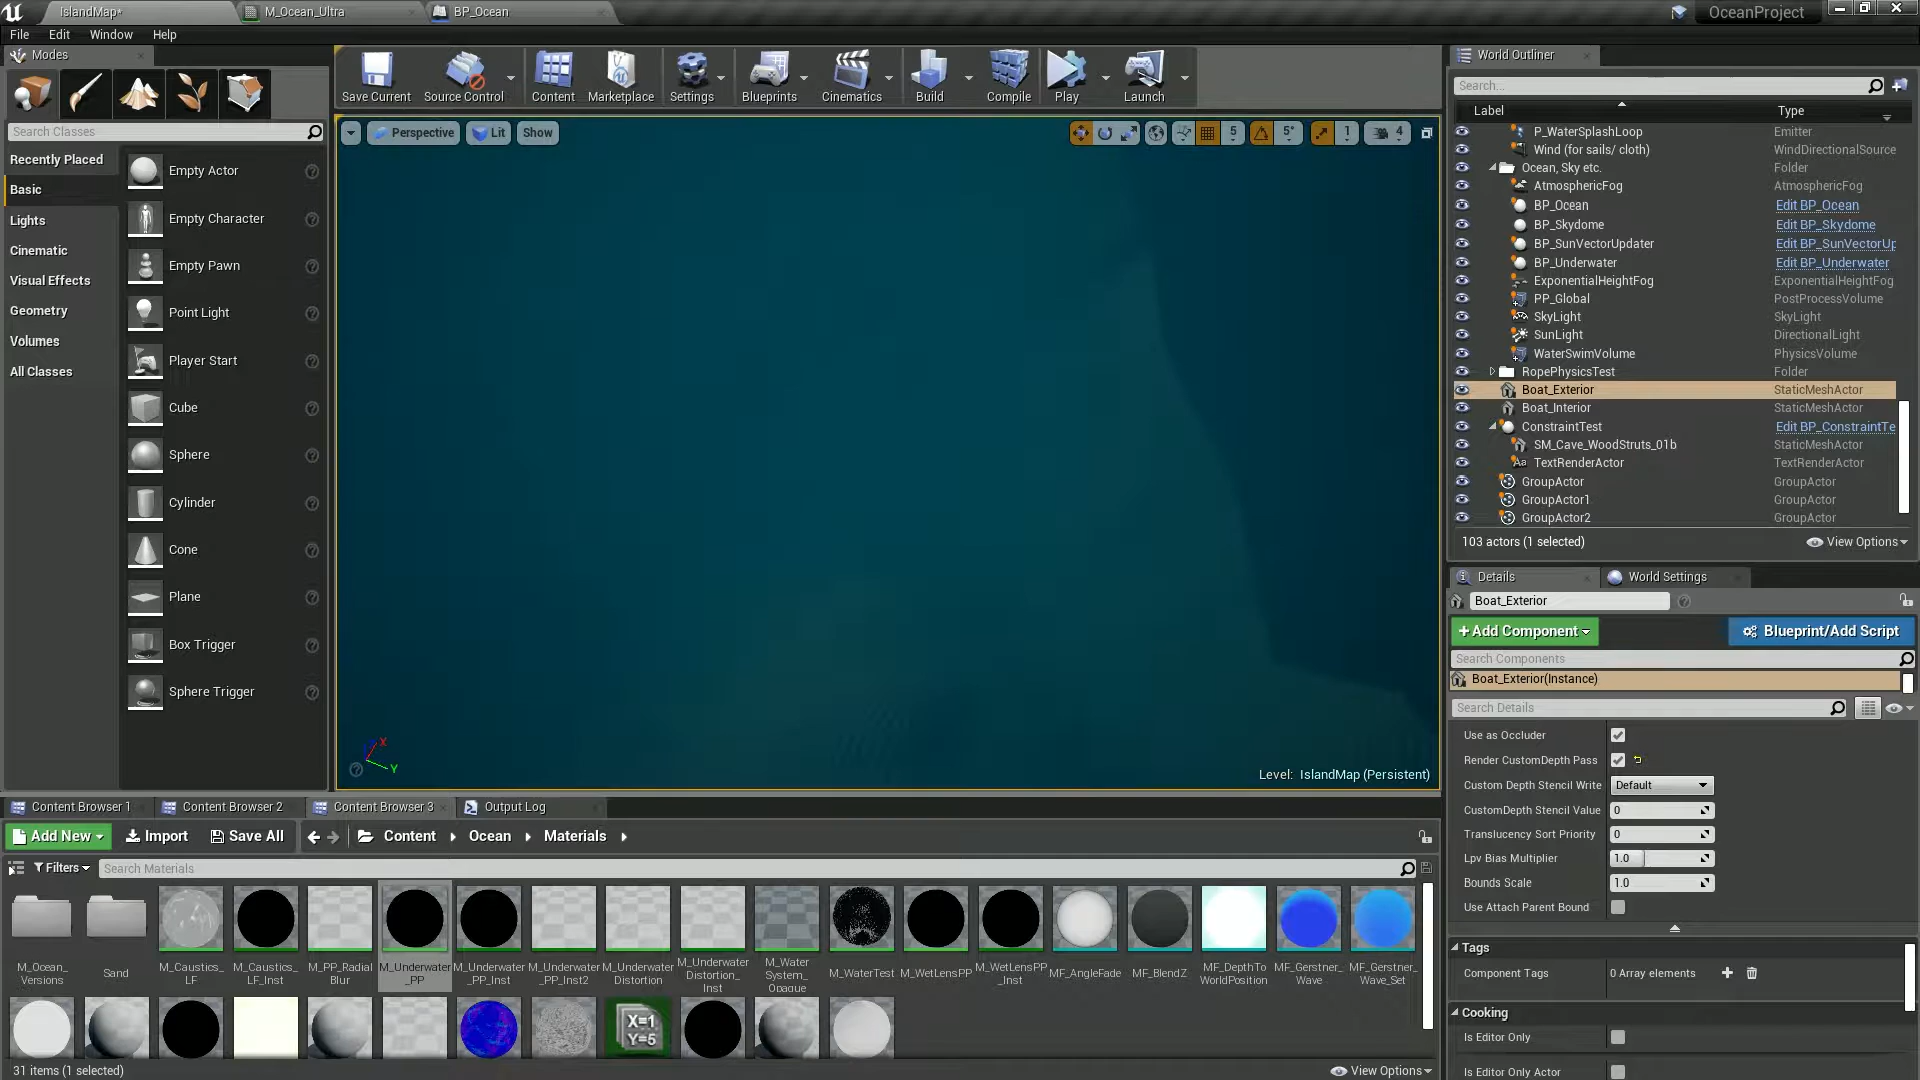 IslandMap*
M_Ocean_Ultra
BP_Ocean
OceanProject
File
Edit
Window
Help
Modes
Search Classes
Recently Placed
Basic
Lights
Cinematic
Visual Effects
Geometry
Volumes
All Classes
Empty Actor
Empty Character
Empty Pawn
Point Light
Player Start
Cube
Sphere
Cylinder
Cone
Plane
Box Trigger
Sphere Trigger
Save Current
Source Control
Content
Marketplace
Settings
Blueprints
Cinematics
Build
Compile
Play
Launch
Perspective
Lit
Show
5
5°
1
4
X
Y
Level: IslandMap (Persistent)
World Outliner
Search...
Label
Type
P_WaterSplashLoop
Emitter
Wind (for sails/ cloth)
WindDirectionalSource
Ocean, Sky etc.
Folder
AtmosphericFog
AtmosphericFog
BP_Ocean
Edit BP_Ocean
BP_Skydome
Edit BP_Skydome
BP_SunVectorUpdater
Edit BP_SunVectorUp
BP_Underwater
Edit BP_Underwater
ExponentialHeightFog
ExponentialHeightFog
PP_Global
PostProcessVolume
SkyLight
SkyLight
SunLight
DirectionalLight
WaterSwimVolume
PhysicsVolume
RopePhysicsTest
Folder
Boat_Exterior
StaticMeshActor
Boat_Interior
StaticMeshActor
ConstraintTest
Edit BP_ConstraintTe
SM_Cave_WoodStruts_01b
StaticMeshActor
TextRenderActor
TextRenderActor
GroupActor
GroupActor
GroupActor1
GroupActor
GroupActor2
GroupActor
103 actors (1 selected)
View Options
Details
World Settings
Boat_Exterior
+Add Component
Blueprint/Add Script
Search Components
Boat_Exterior(Instance)
Search Details
Use as Occluder
Render CustomDepth Pass
Custom Depth Stencil Write
Default
CustomDepth Stencil Value
0
Translucency Sort Priority
0
Lpv Bias Multiplier
1.0
Bounds Scale
1.0
Use Attach Parent Bound
Tags
Component Tags
0 Array elements
Cooking
Is Editor Only
Is Editor Only Actor
Content Browser 1
Content Browser 2
Content Browser 3
Output Log
Add New
Import
Save All
Content
Ocean
Materials
Filters
Search Materials
M_Ocean_
Versions
Sand
M_Caustics_
LF
M_Caustics_
LF_Inst
M_PP_Radial
Blur
M_Underwater
_PP
M_Underwater
_PP_Inst
M_Underwater
_PP_Inst2
M_Underwater
Distortion
M_Underwater
Distortion_
Inst
M_Water
System_
Opaque
M_WaterTest
M_WetLensPP
M_WetLensPP
_Inst
MF_AngleFade
MF_BlendZ
MF_DepthTo
WorldPosition
MF_Gerstner_
Wave
MF_Gerstner_
Wave_Set
X=1
Y=5
31 items (1 selected)
View Options